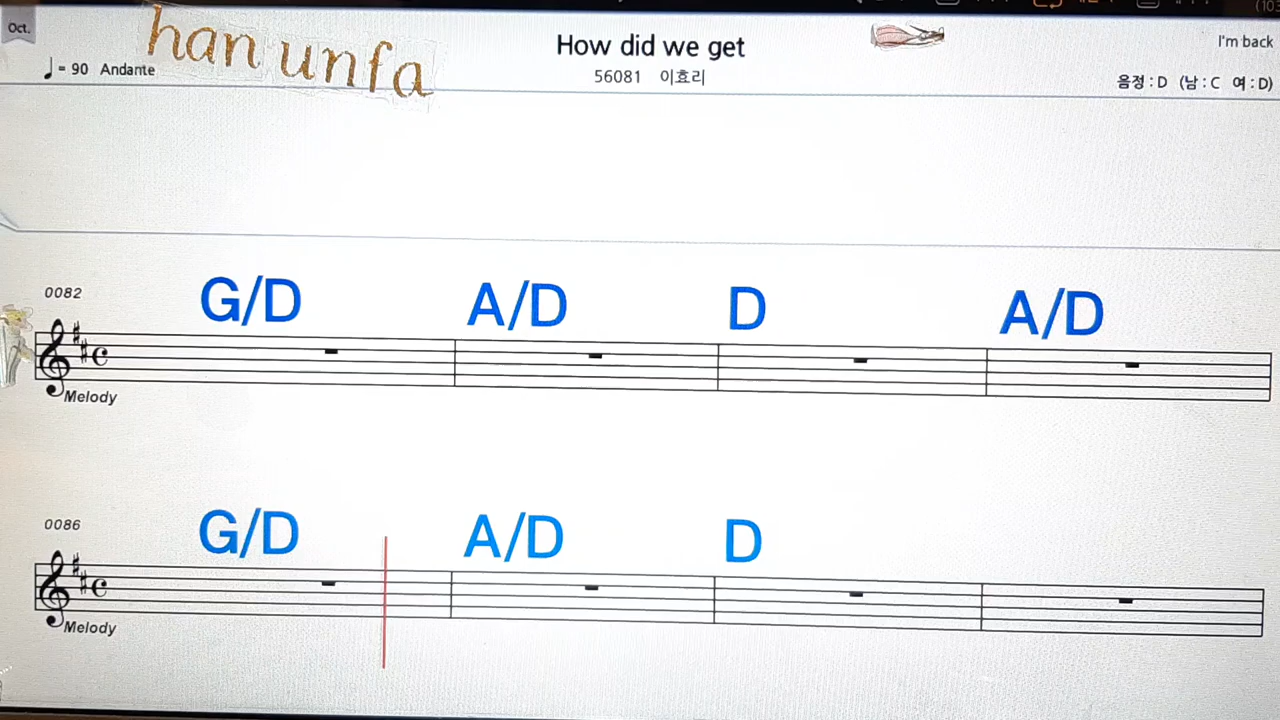 Oct.
han unfa
How did we get
I'm back
♩= 90 Andante
56081 이효리
음정 : D (남 : C 여 : D)
0082
G/D A/D D A/D
Melody
0086
G/D A/D D
Melody